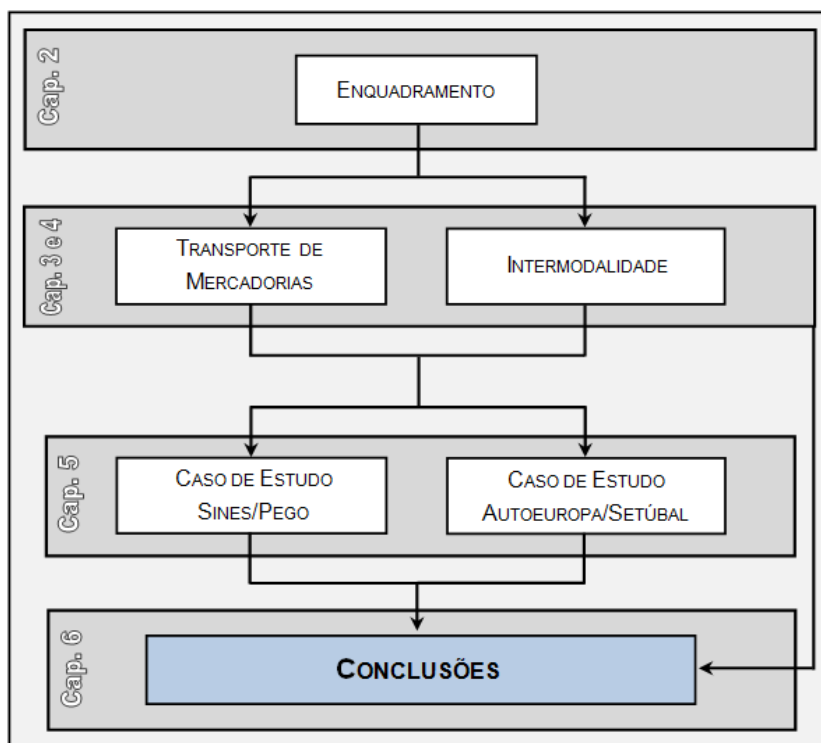 Cap. 2
ENQUADRAMENTO
Cap. 3 e 4
TRANSPORTE DE
MERCADORIAS
INTERMODALIDADE
Cap. 5
CASO DE ESTUDO
SINES/PEGO
CASO DE ESTUDO
AUTOEUROPA/SETÚBAL
Cap. 6
CONCLUSÕES